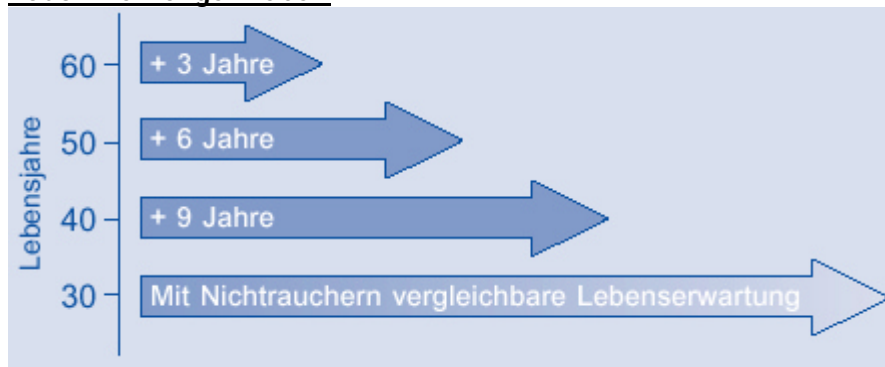 60
+ 3 Jahre
50
+ 6 Jahre
40
+ 9 Jahre
30
Mit Nichtrauchern vergleichbare Lebenserwartung
Lebensjahre